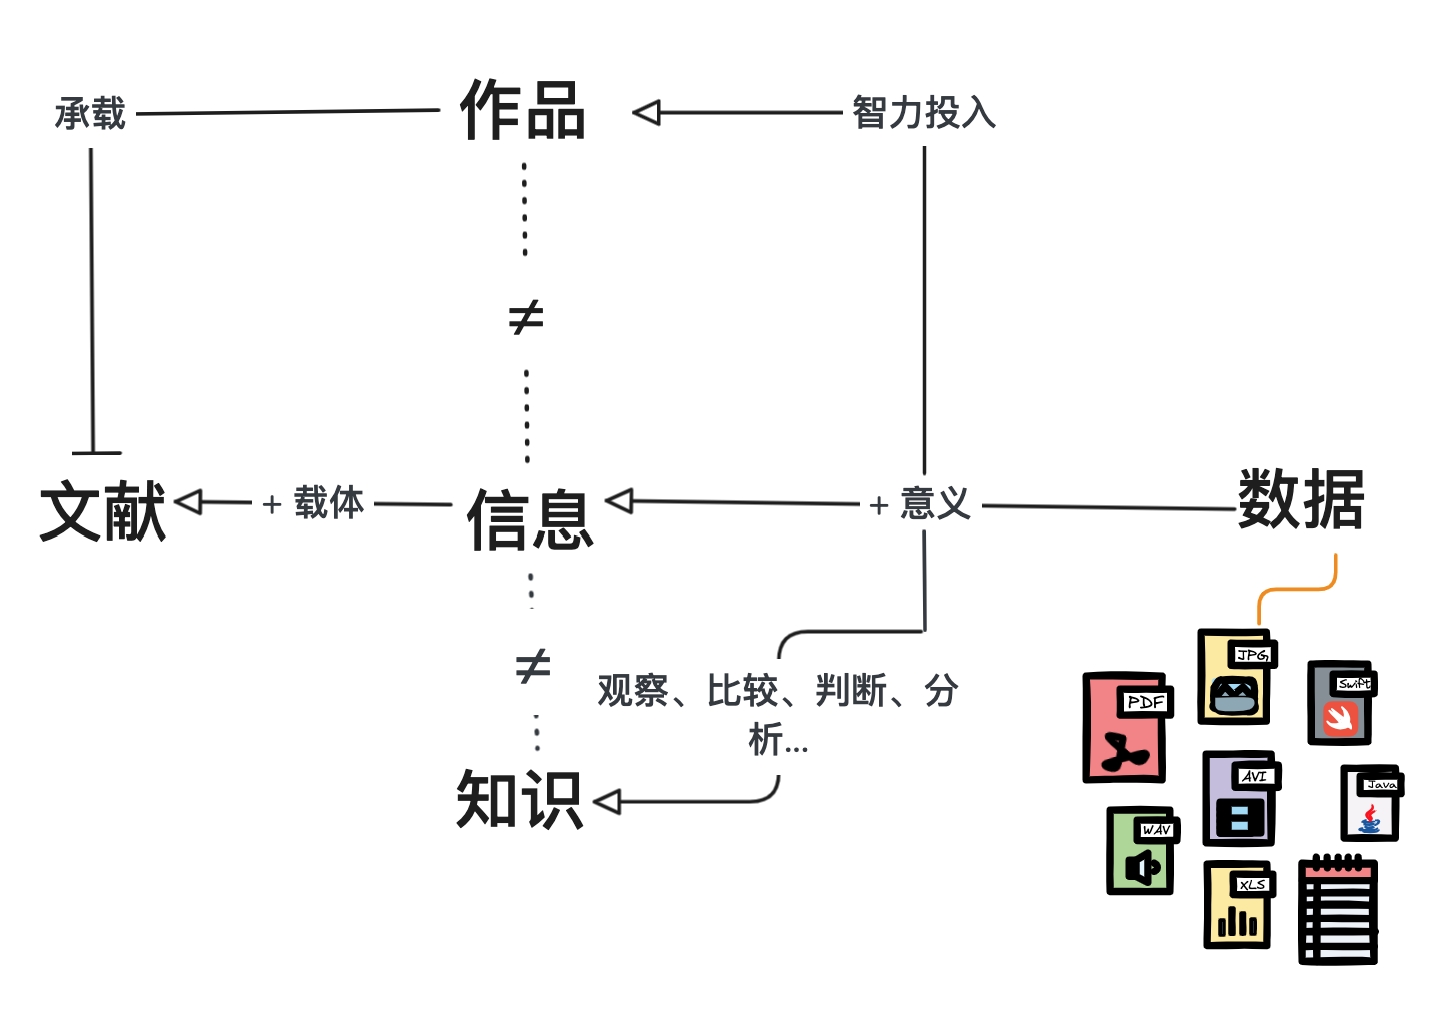 承载
作品
智力投入
≠
文献
+ 载体
信息
+ 意义
数据
≠
观察、比较、判断、分
析...
知识
JPG
Swift
PDF
AVI
Java
WAV
XLS